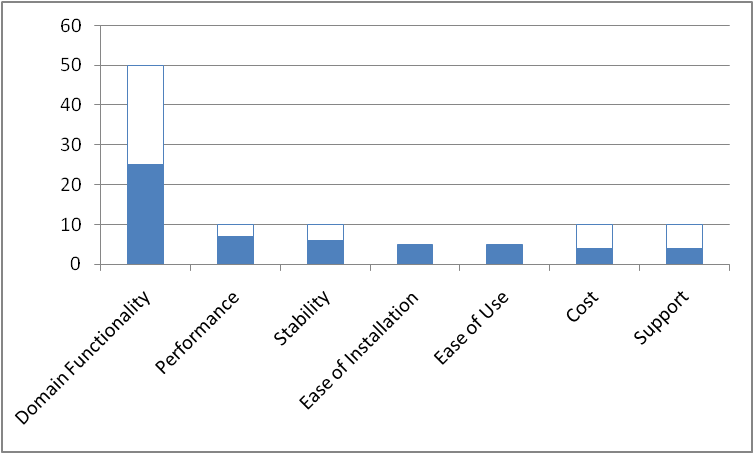 60
50
40
30
20
10
0
Domain Functionality
Performance
Stability
Ease of Installation
Ease of Use
Cost
Support